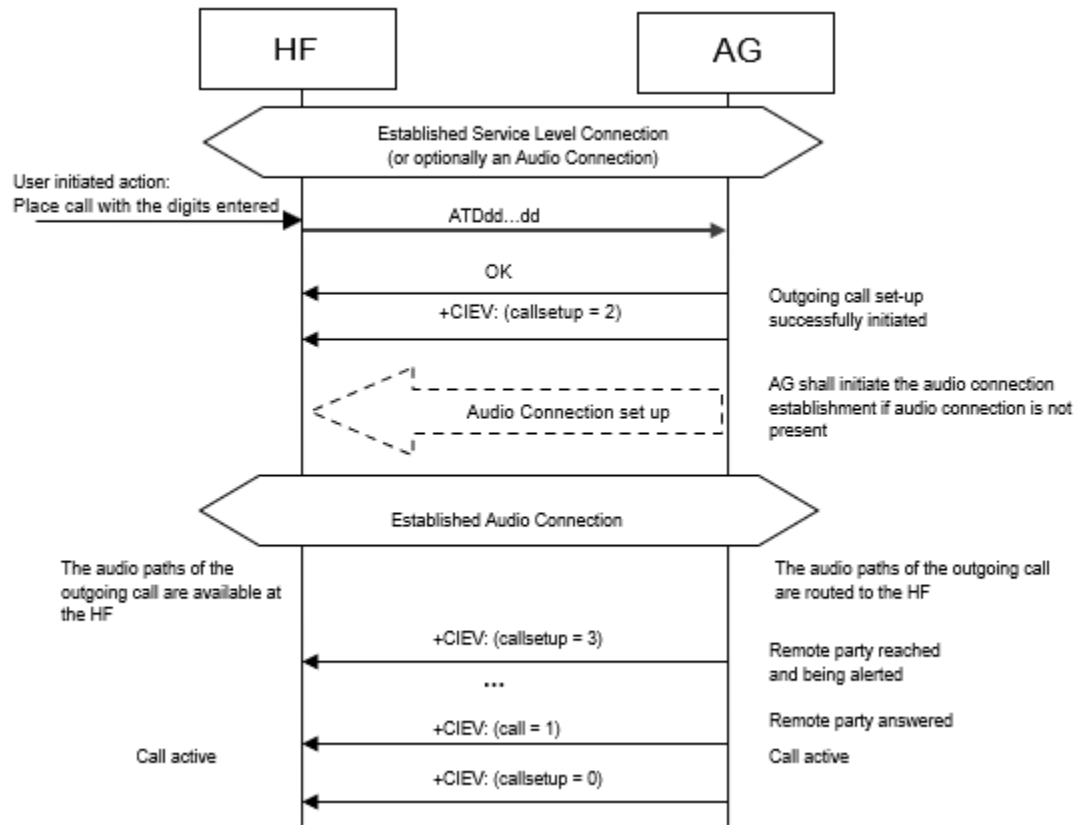 HF
AG
Established Service Level Connection
(or optionally an Audio Connection)
User initiated action:
Place call with the digits entered
ATDdd...dd
OK
+CIEV: (callsetup = 2)
Outgoing call set-up
successfully initiated
Audio Connection set up
AG shall initiate the audio connection
establishment if audio connection is not
present
Established Audio Connection
The audio paths of the
outgoing call are available at
the HF
The audio paths of the outgoing call
are routed to the HF
+CIEV: (callsetup = 3)
Remote party reached
and being alerted
...
+CIEV: (call = 1)
Remote party answered
Call active
Call active
+CIEV: (callsetup = 0)